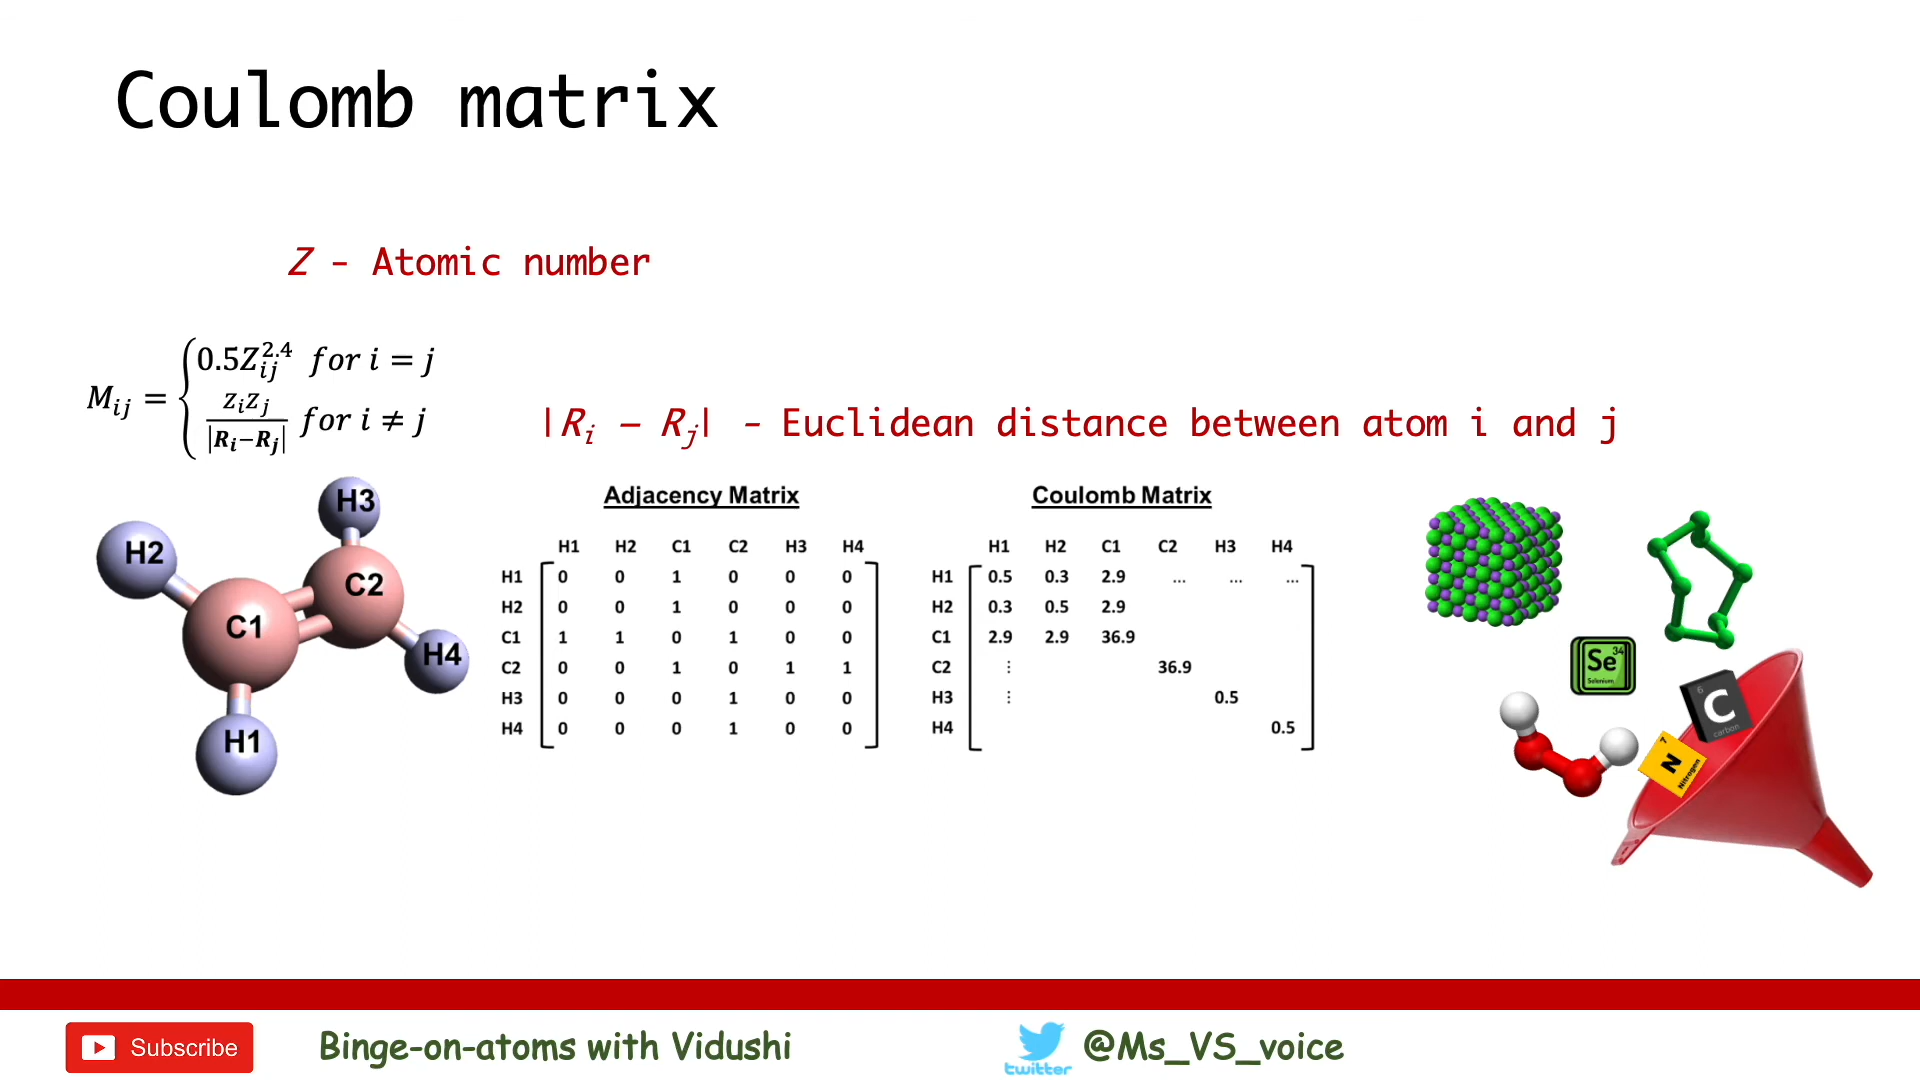 Coulomb matrix
Z - Atomic number
M_{ij} = { 0.5Z_{ij}^{2.4} for i = j
Z_iZ_j / |R_i−R_j| for i ≠ j
|R_i − R_j| - Euclidean distance between atom i and j
H3
H2
C2
C1
H4
H1
Adjacency Matrix
H1 H2 C1 C2 H3 H4
H1 0 0 1 0 0 0
H2 0 0 1 0 0 0
C1 1 1 0 1 0 0
C2 0 0 1 0 1 1
H3 0 0 0 1 0 0
H4 0 0 0 1 0 0
Coulomb Matrix
H1 H2 C1 C2 H3 H4
H1 0.5 0.3 2.9 ... ... ...
H2 0.3 0.5 2.9
C1 2.9 2.9 36.9
C2 ⋮ 36.9
H3 ⋮ 0.5
H4 0.5
34
Se
Selenium
6
C
carbon
7
N
Nitrogen
Subscribe
Binge-on-atoms with Vidushi
twitter
@Ms_VS_voice